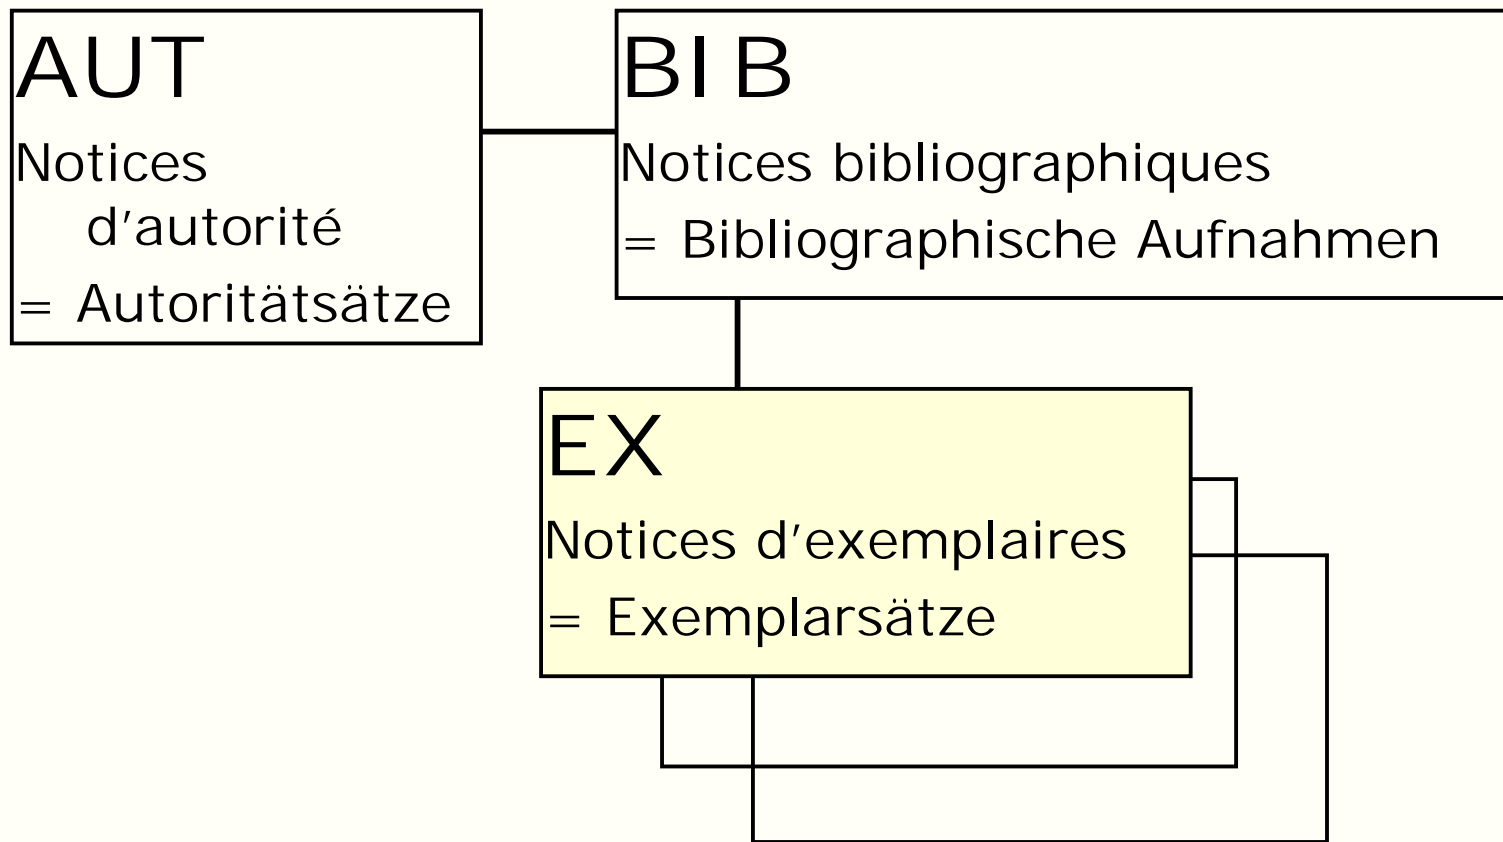 AUT
Notices
d'autorité
= Autoritätsätze
BIB
Notices bibliographiques
= Bibliographische Aufnahmen
EX
Notices d'exemplaires
= Exemplarsätze